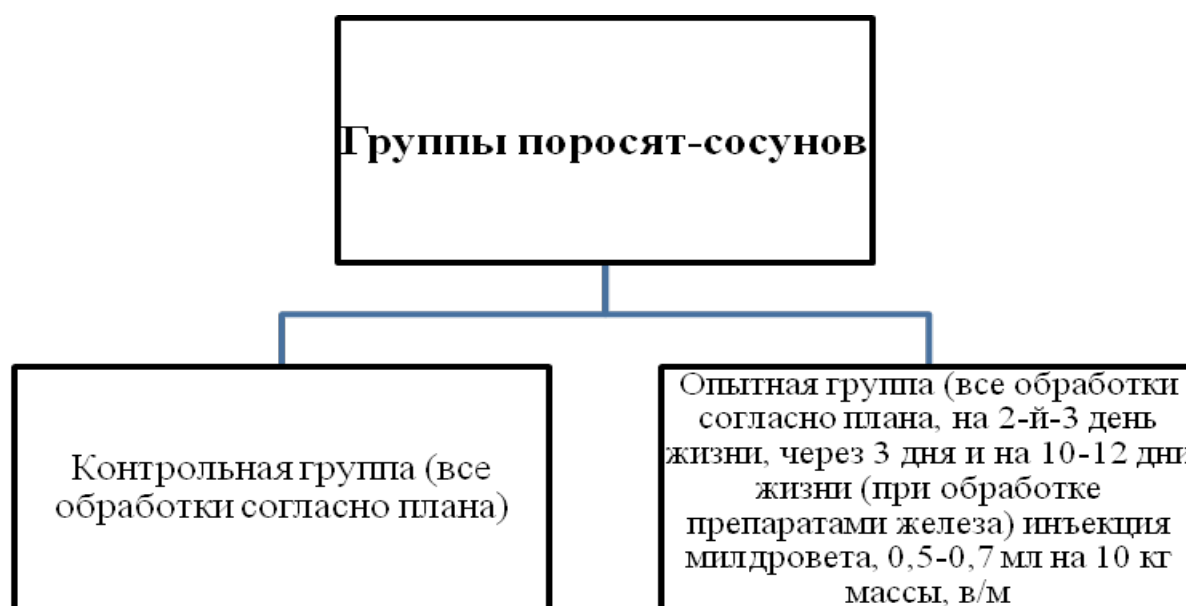 Группы поросят-сосунов
Контрольная группа (все
обработки согласно плана)
Опытная группа (все обработки
согласно плана, на 2-й-3 день
жизни, через 3 дня и на 10-12 дни
жизни (при обработке
препаратами железа) инъекция
милдровета, 0,5-0,7 мл на 10 кг
массы, в/м